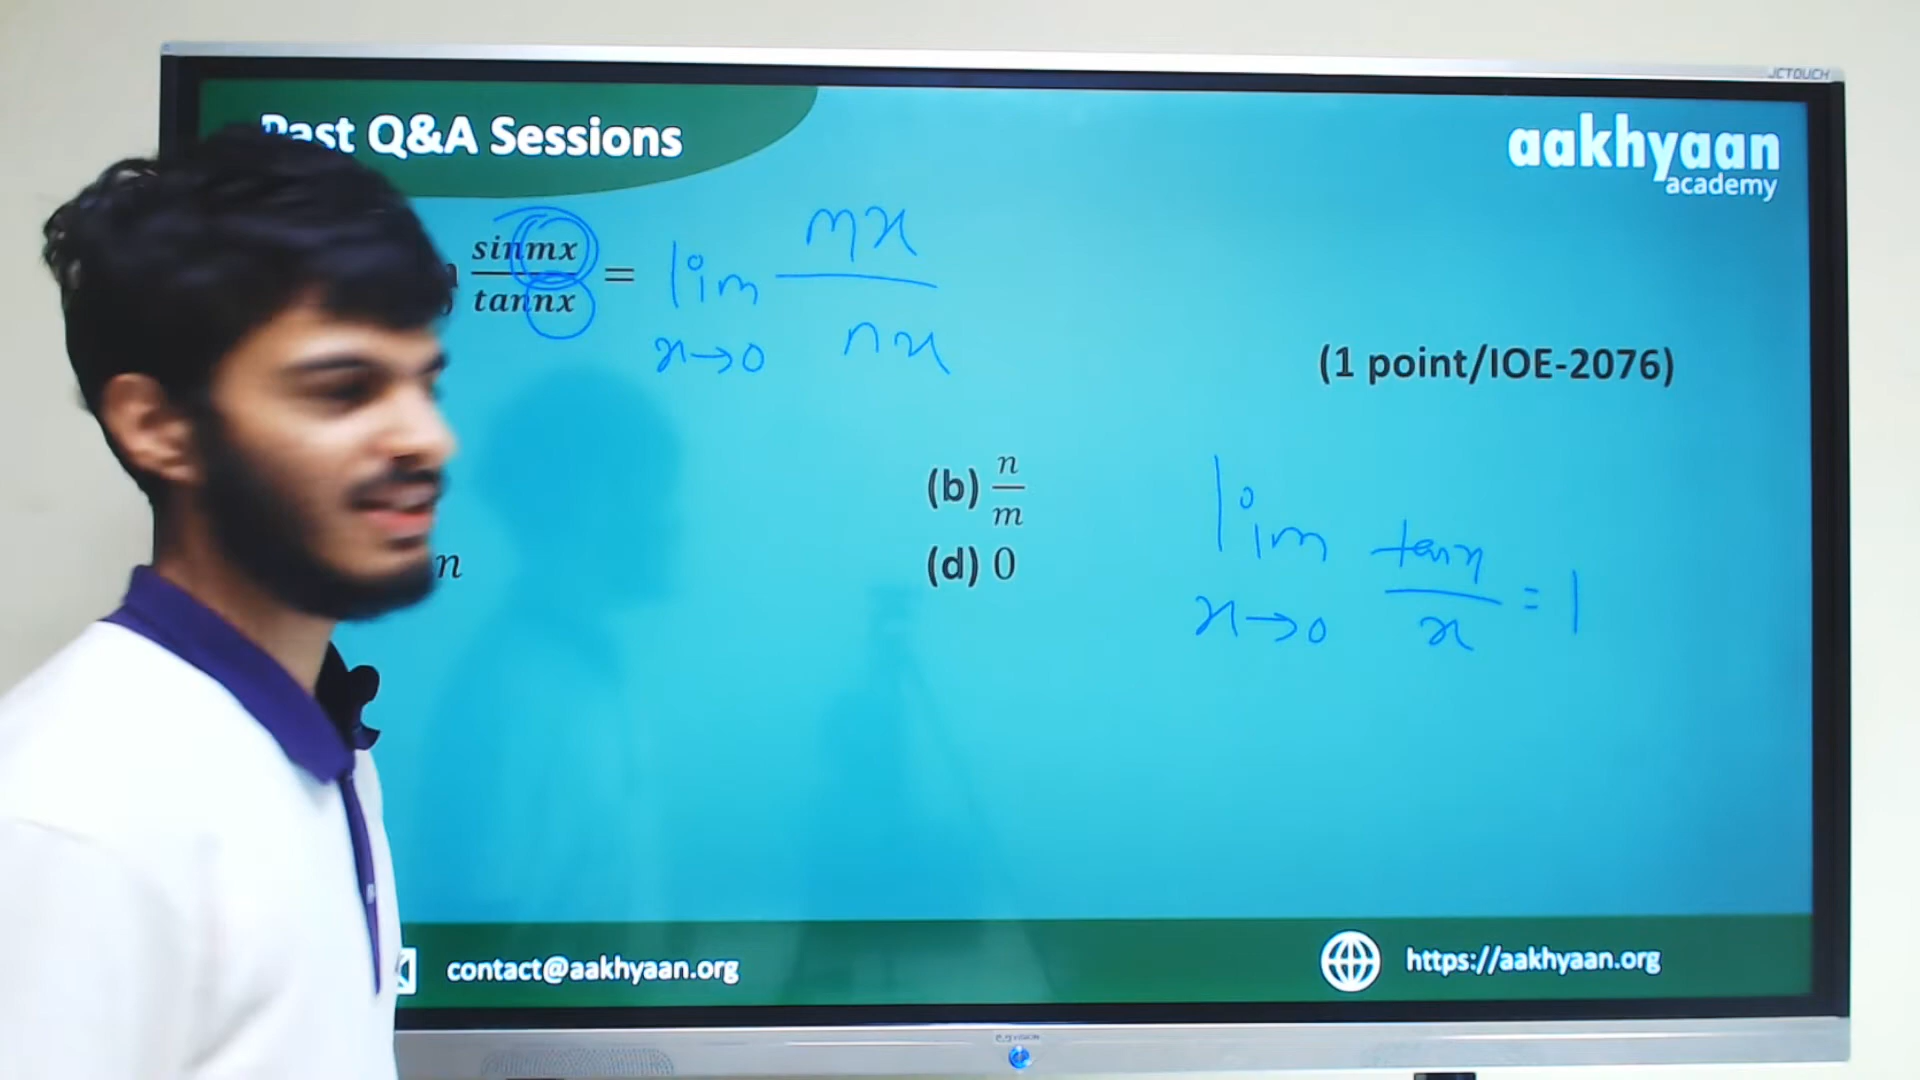 JCTOUCH
Past Q&A Sessions
aakhyaan
academy
sinmx
tannx
=
lim
x→0
mx
nx
(1 point/IOE-2076)
(b) n
m
n
(d) 0
lim
x→0
tanx
x
= 1
contact@aakhyaan.org
https://aakhyaan.org